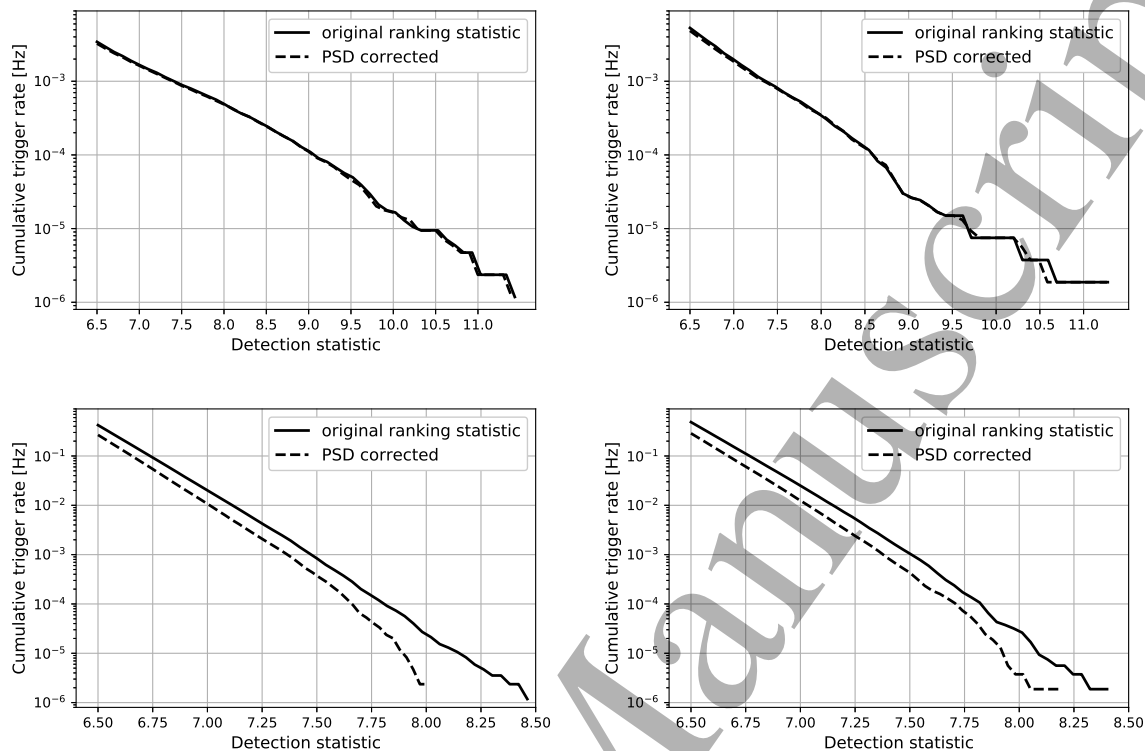 Cumulative trigger rate [Hz]
10⁻³
10⁻⁴
10⁻⁵
10⁻⁶
original ranking statistic
PSD corrected
6.5 7.0 7.5 8.0 8.5 9.0 9.5 10.0 10.5 11.0
Detection statistic
Cumulative trigger rate [Hz]
10⁻³
10⁻⁴
10⁻⁵
10⁻⁶
original ranking statistic
PSD corrected
6.5 7.0 7.5 8.0 8.5 9.0 9.5 10.0 10.5 11.0
Detection statistic
Cumulative trigger rate [Hz]
10⁻¹
10⁻²
10⁻³
10⁻⁴
10⁻⁵
10⁻⁶
original ranking statistic
PSD corrected
6.50 6.75 7.00 7.25 7.50 7.75 8.00 8.25 8.50
Detection statistic
Cumulative trigger rate [Hz]
10⁻¹
10⁻²
10⁻³
10⁻⁴
10⁻⁵
10⁻⁶
original ranking statistic
PSD corrected
6.50 6.75 7.00 7.25 7.50 7.75 8.00 8.25 8.50
Detection statistic
Manuscrip